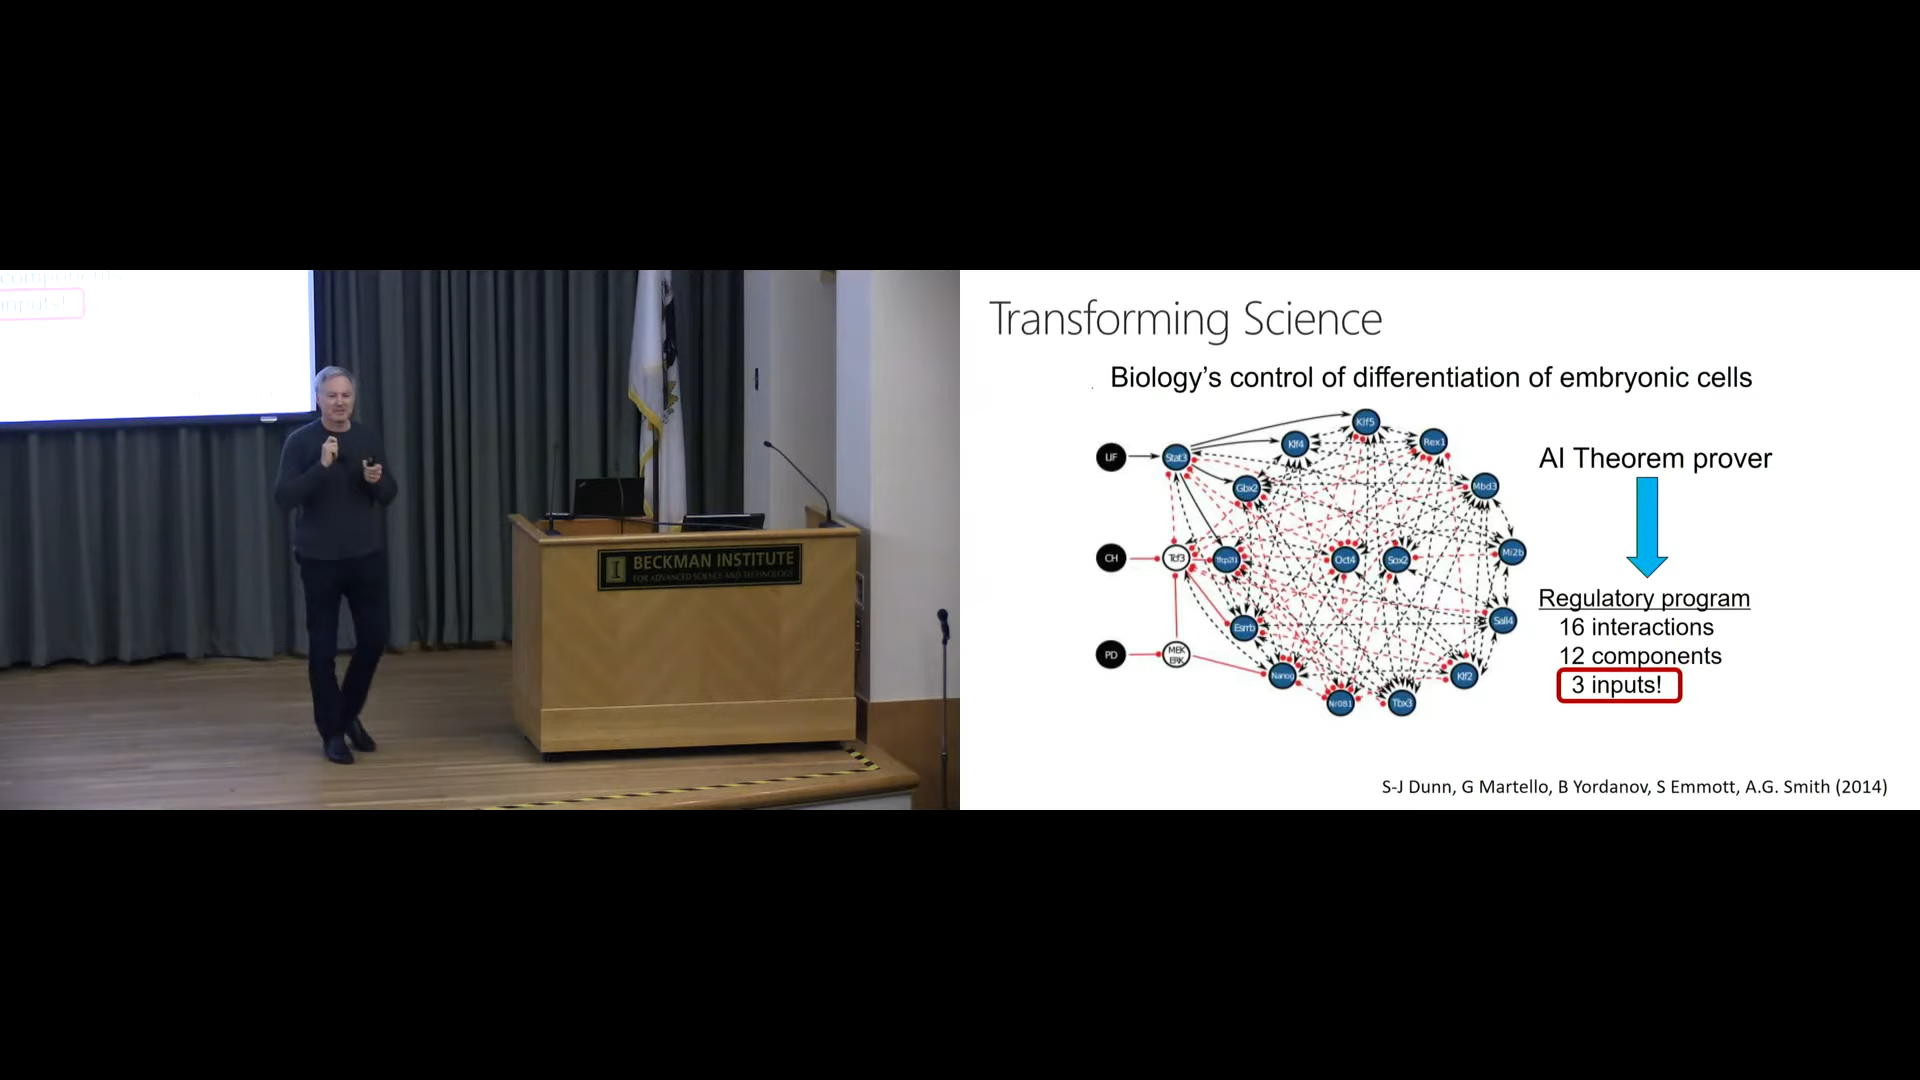 inputs!
I
BECKMAN INSTITUTE
FOR ADVANCED SCIENCE AND TECHNOLOGY
Transforming Science
Biology's control of differentiation of embryonic cells
Klf5
Klf4
Rex1
LIF
Stat3
AI Theorem prover
Gbx2
Mbd3
CH
Tcf3
Tfcp2l1
Oct4
Sox2
Mi2b
Regulatory program
16 interactions
12 components
3 inputs!
Sall4
Esrrb
PD
MEK
ERK
Nanog
Klf2
Nr0B1
Tbx3
S-J Dunn, G Martello, B Yordanov, S Emmott, A.G. Smith (2014)